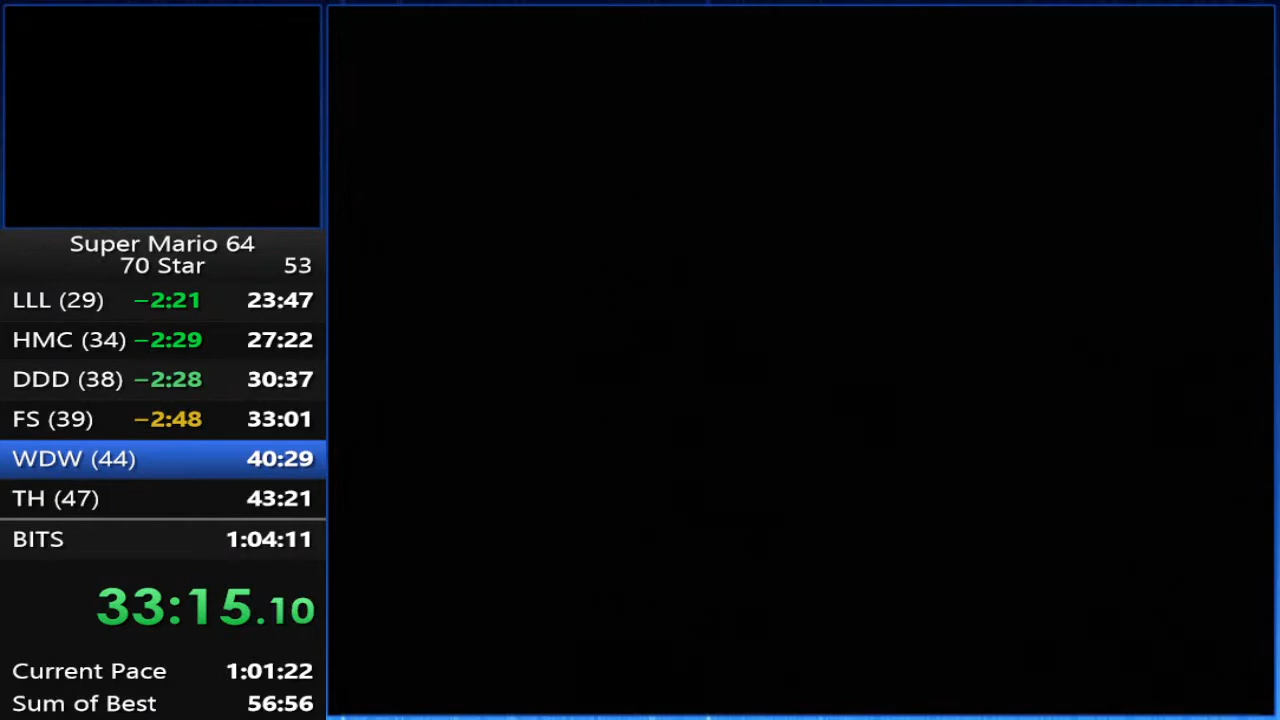 Super Mario 64
70 Star 53
LLL (29) −2:21 23:47
HMC (34) −2:29 27:22
DDD (38) −2:28 30:37
FS (39) −2:48 33:01
WDW (44) 40:29
TH (47) 43:21
BITS 1:04:11
33:15.10
Current Pace 1:01:22
Sum of Best 56:56